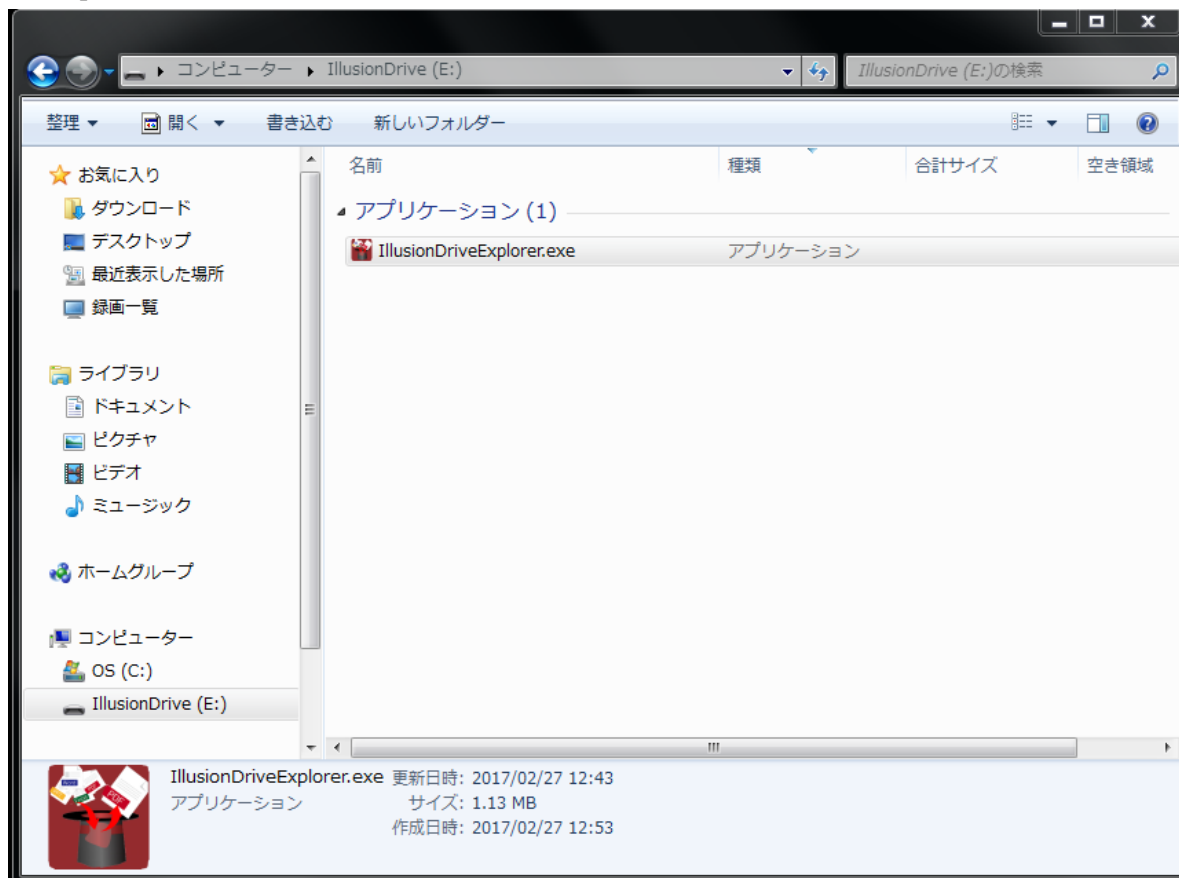 コンピューター ▸ IllusionDrive (E:)
IllusionDrive (E:)の検索
整理 ▼ 開く ▼ 書き込む 新しいフォルダー
お気に入り
ダウンロード
デスクトップ
最近表示した場所
録画一覧
ライブラリ
ドキュメント
ピクチャ
ビデオ
ミュージック
ホームグループ
コンピューター
OS (C:)
IllusionDrive (E:)
名前 種類 合計サイズ 空き領域
アプリケーション (1)
IllusionDriveExplorer.exe アプリケーション
IllusionDriveExplorer.exe 更新日時: 2017/02/27 12:43
アプリケーション サイズ: 1.13 MB
作成日時: 2017/02/27 12:53
PDF